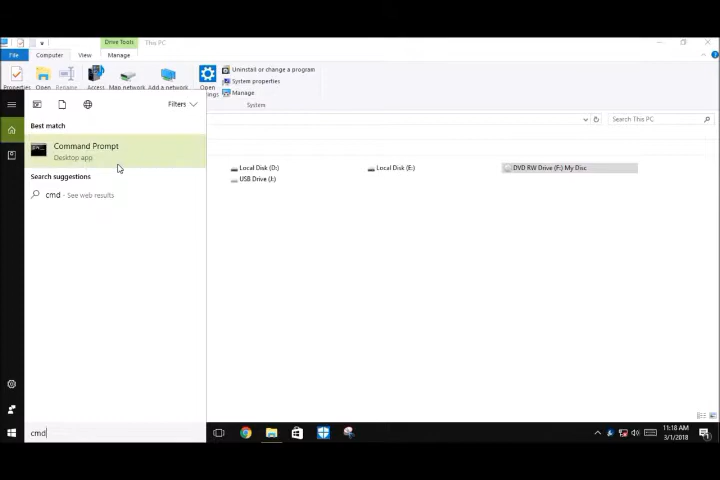 Drive Tools
This PC
File
Computer
View
Manage
Properties
Open
Rename
Access
Map network
Add a network
Open
ngs
Uninstall or change a program
System properties
Manage
System
Filters
Search This PC
Best match
Command Prompt
Desktop app
Search suggestions
cmd - See web results
Local Disk (D:)
Local Disk (E:)
DVD RW Drive (F:) My Disc
USB Drive (J:)
cmd
11:18 AM
3/1/2018